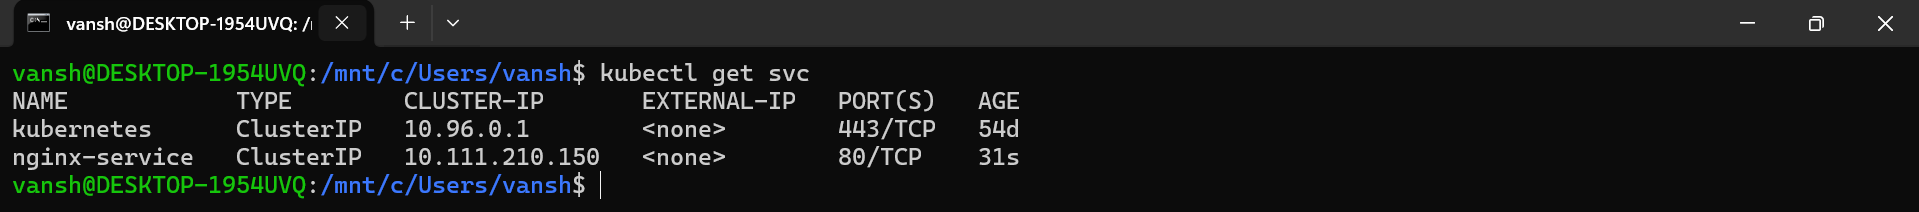 vansh@DESKTOP-1954UVQ: /
vansh@DESKTOP-1954UVQ:/mnt/c/Users/vansh$ kubectl get svc
NAME            TYPE        CLUSTER-IP       EXTERNAL-IP   PORT(S)   AGE
kubernetes      ClusterIP   10.96.0.1        <none>        443/TCP   54d
nginx-service   ClusterIP   10.111.210.150   <none>        80/TCP    31s
vansh@DESKTOP-1954UVQ:/mnt/c/Users/vansh$